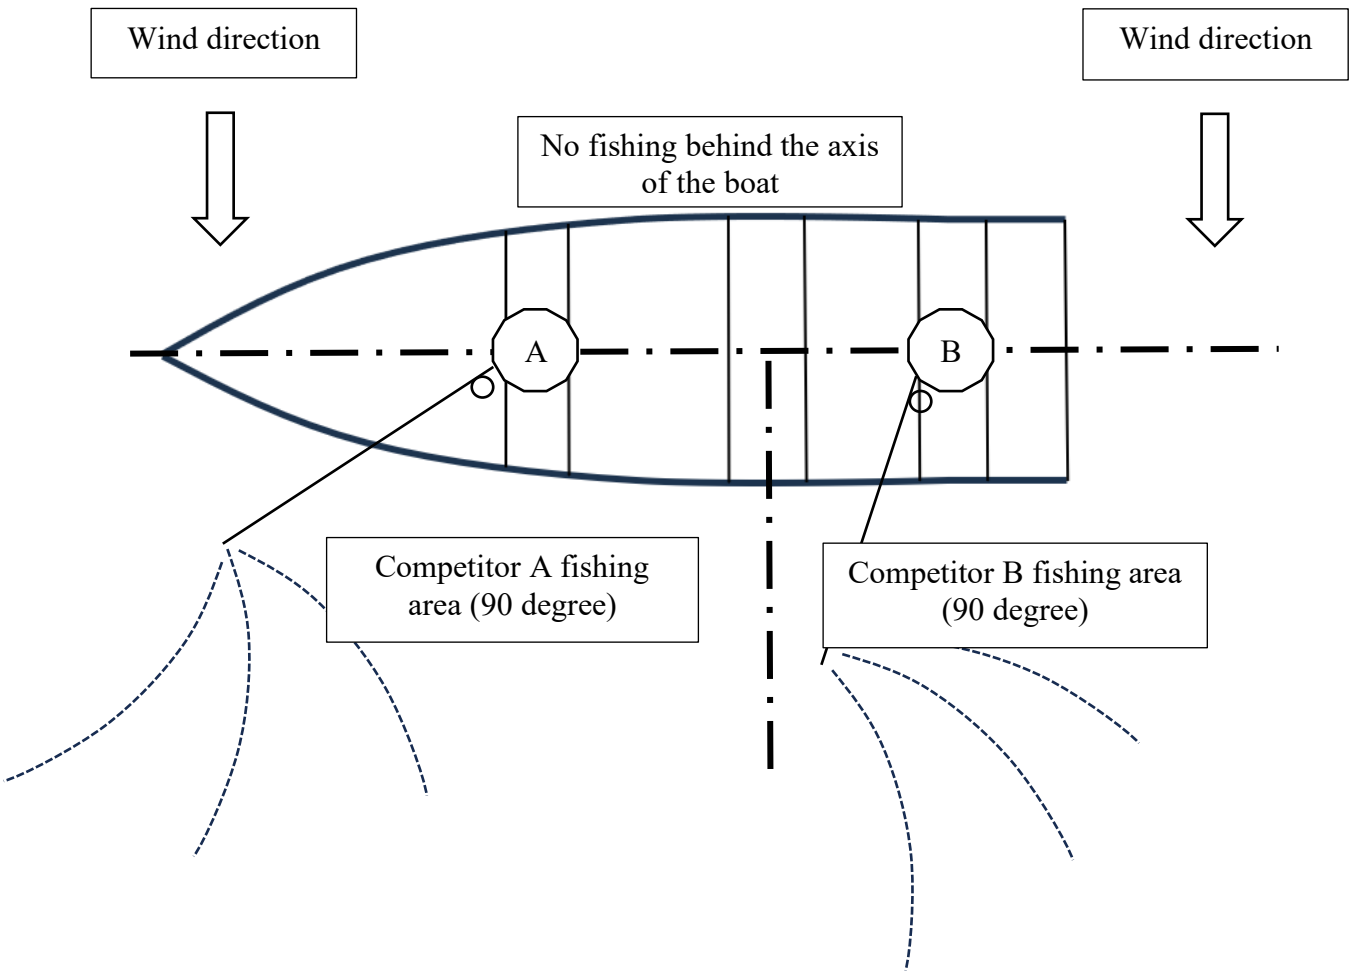 Wind direction
Wind direction
No fishing behind the axis
of the boat
A
B
Competitor A fishing
area (90 degree)
Competitor B fishing area
(90 degree)